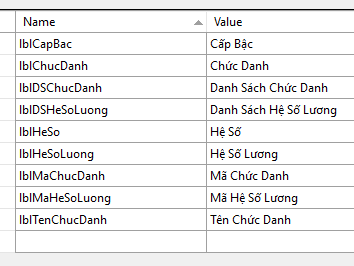 Name Value
lblCapBac Cấp Bậc
lblChucDanh Chức Danh
lblDSChucDanh Danh Sách Chức Danh
lblDSHeSoLuong Danh Sách Hệ Số Lương
lblHeSo Hệ Số
lblHeSoLuong Hệ Số Lương
lblMaChucDanh Mã Chức Danh
lblMaHeSoLuong Mã Hệ Số Lương
lblTenChucDanh Tên Chức Danh